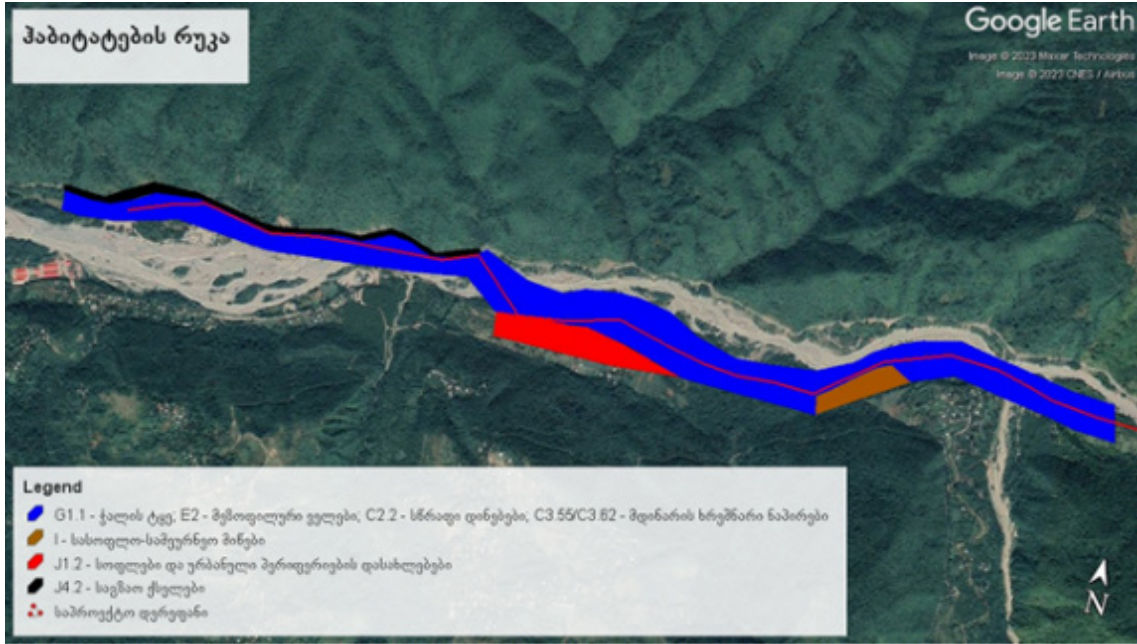 ჰაბიტატების რუკა
Google Earth
Image © 2023 Maxar Technologies
Image © 2023 CNES / Airbus
Legend
G1.1 - ჭალის ტყე; E2 - მეზოფილური ველები; C2.2 - სწრაფი დინებები; C3.55/C3.62 - მდინარის ხრეშნარი ნაპირები
I - სასოფლო-სამეურნეო მიწები
J1.2 - სოფლები და ურბანული პერიფერიების დასახლებები
J4.2 - საგზაო ქსელები
საპროექტო დერეფანი
N